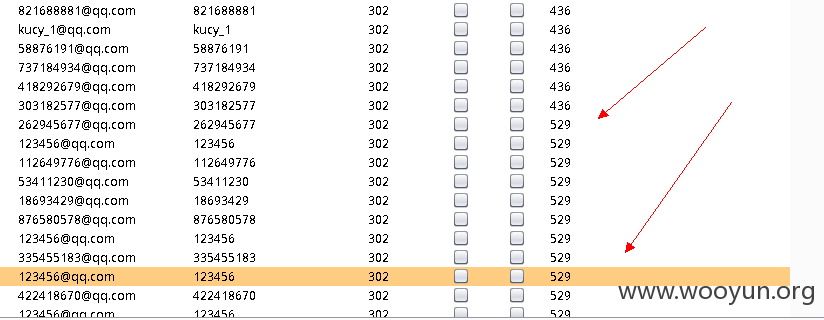 821688881@qq.com 821688881 302 436
kucy_1@qq.com kucy_1 302 436
58876191@qq.com 58876191 302 436
737184934@qq.com 737184934 302 436
418292679@qq.com 418292679 302 436
303182577@qq.com 303182577 302 436
262945677@qq.com 262945677 302 529
123456@qq.com 123456 302 529
112649776@qq.com 112649776 302 529
53411230@qq.com 53411230 302 529
18693429@qq.com 18693429 302 529
876580578@qq.com 876580578 302 529
123456@qq.com 123456 302 529
335455183@qq.com 335455183 302 529
123456@qq.com 123456 302 529
422418670@qq.com 422418670 302 529
123456@qq.com 123456 302 529
www.wooyun.org